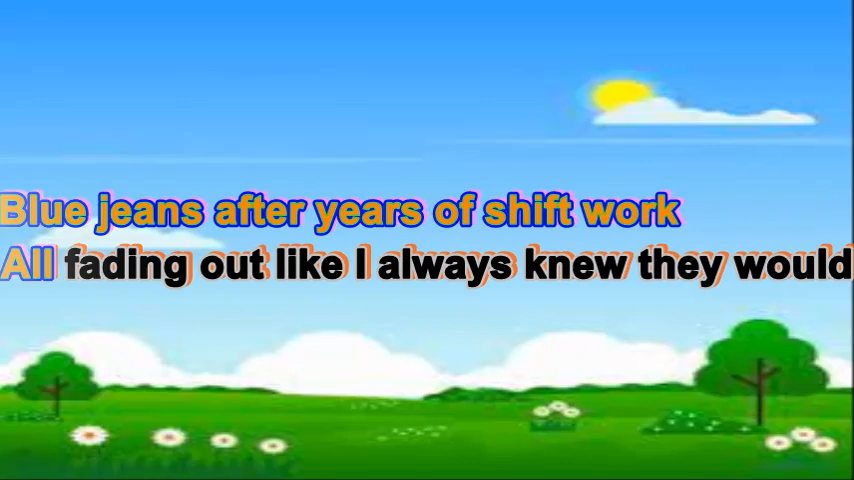 Blue jeans after years of shift work
All fading out like I always knew they would